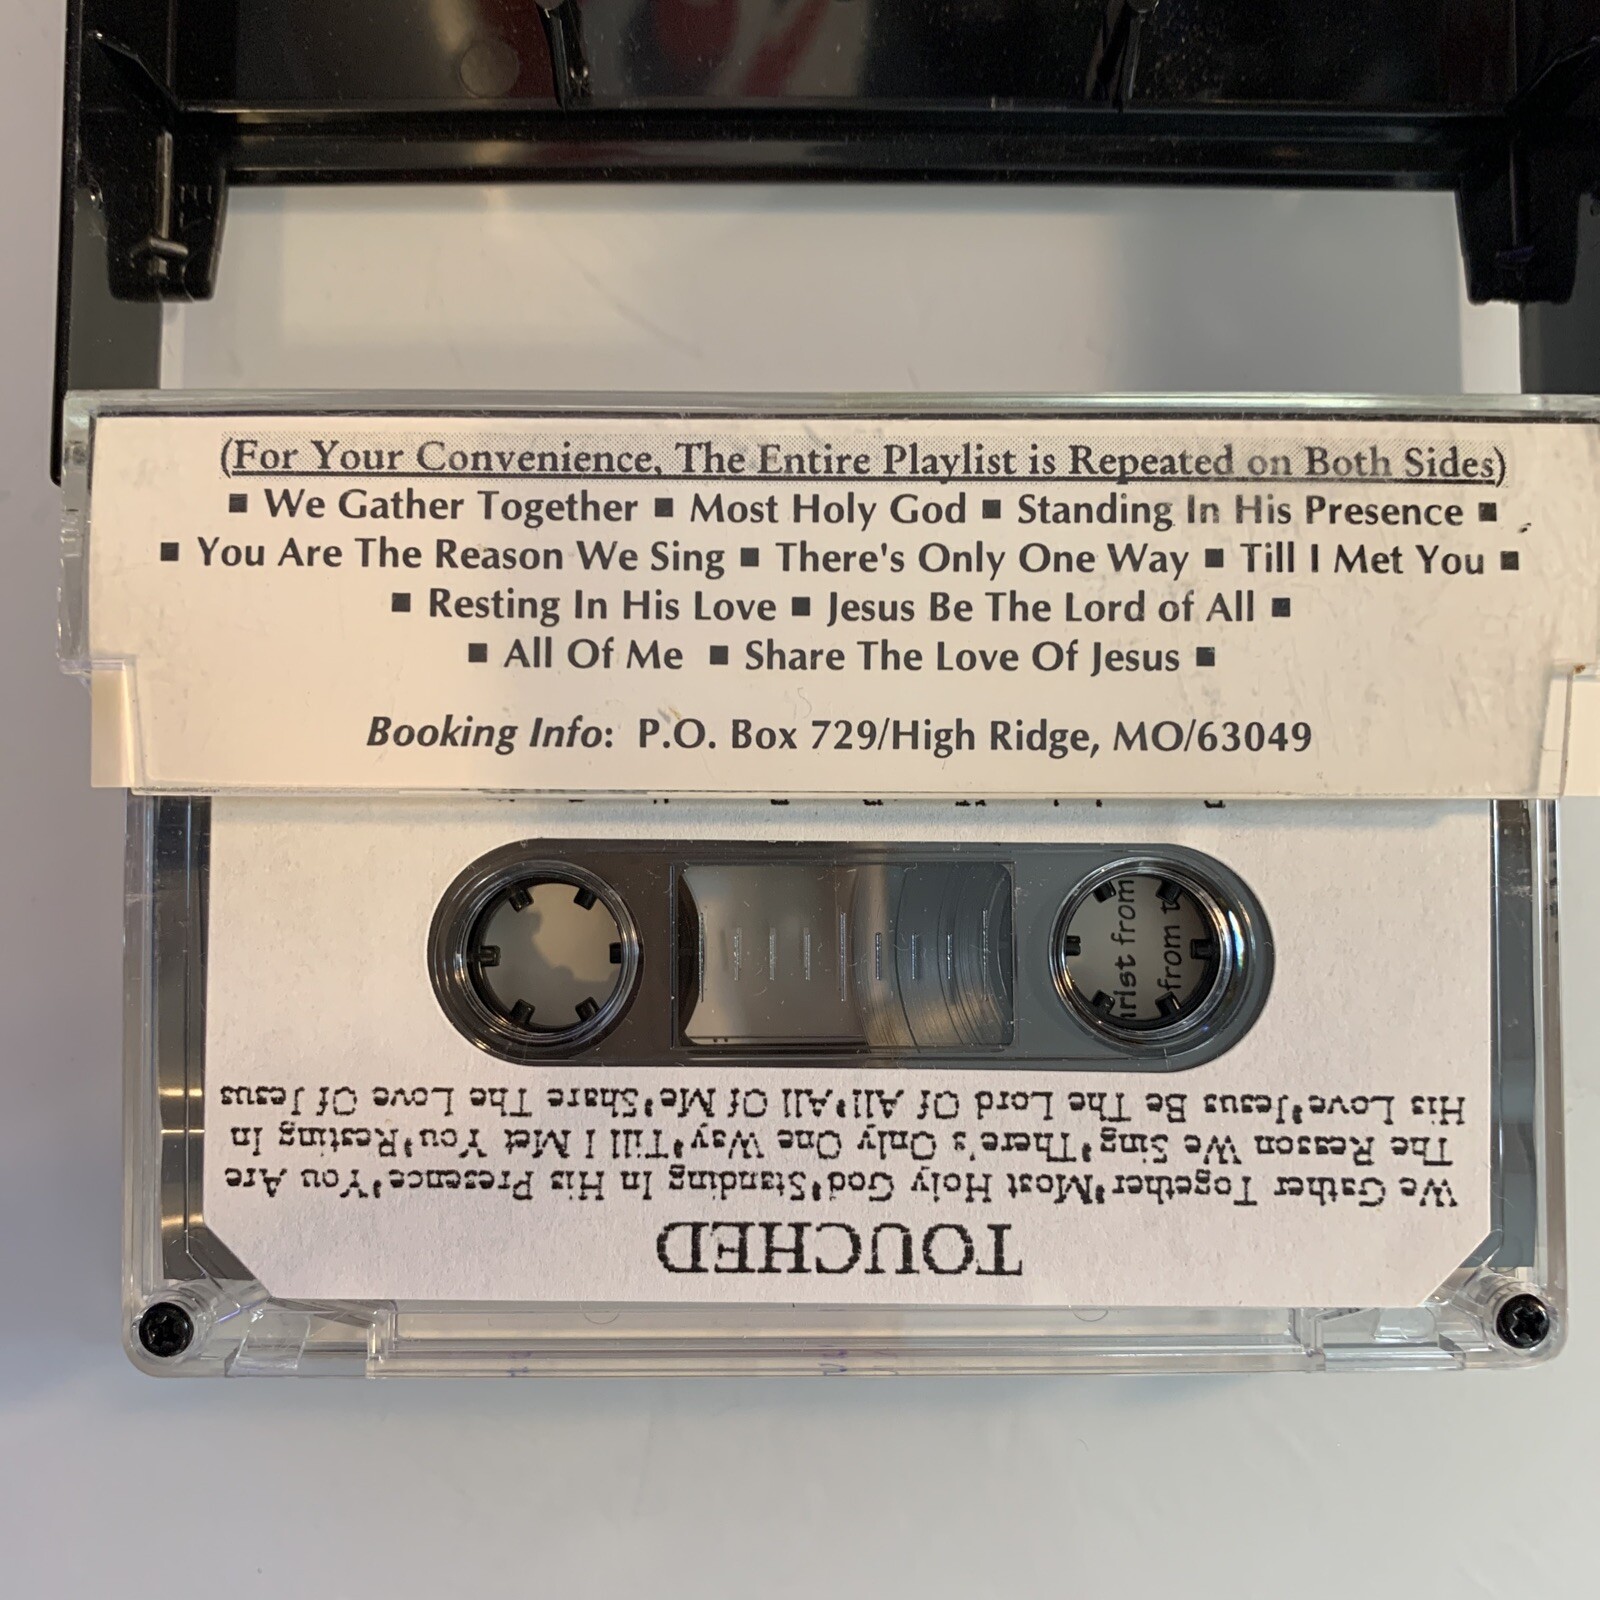 (For Your Convenience, The Entire Playlist is Repeated on Both Sides)
▪ We Gather Together ▪ Most Holy God ▪ Standing In His Presence ▪
▪ You Are The Reason We Sing ▪ There's Only One Way ▪ Till I Met You ▪
▪ Resting In His Love ▪ Jesus Be The Lord of All ▪
▪ All Of Me ▪ Share The Love Of Jesus ▪
Booking Info: P.O. Box 729/High Ridge, MO/63049
from
from
TOUCHED
We Gather Together•Most Holy God•Standing In His Presence•You Are
The Reason We Sing•There's Only One Way•Till I Met You•Resting In
His Love•Jesus Be The Lord Of All•All Of Me•Share The Love Of Jesus